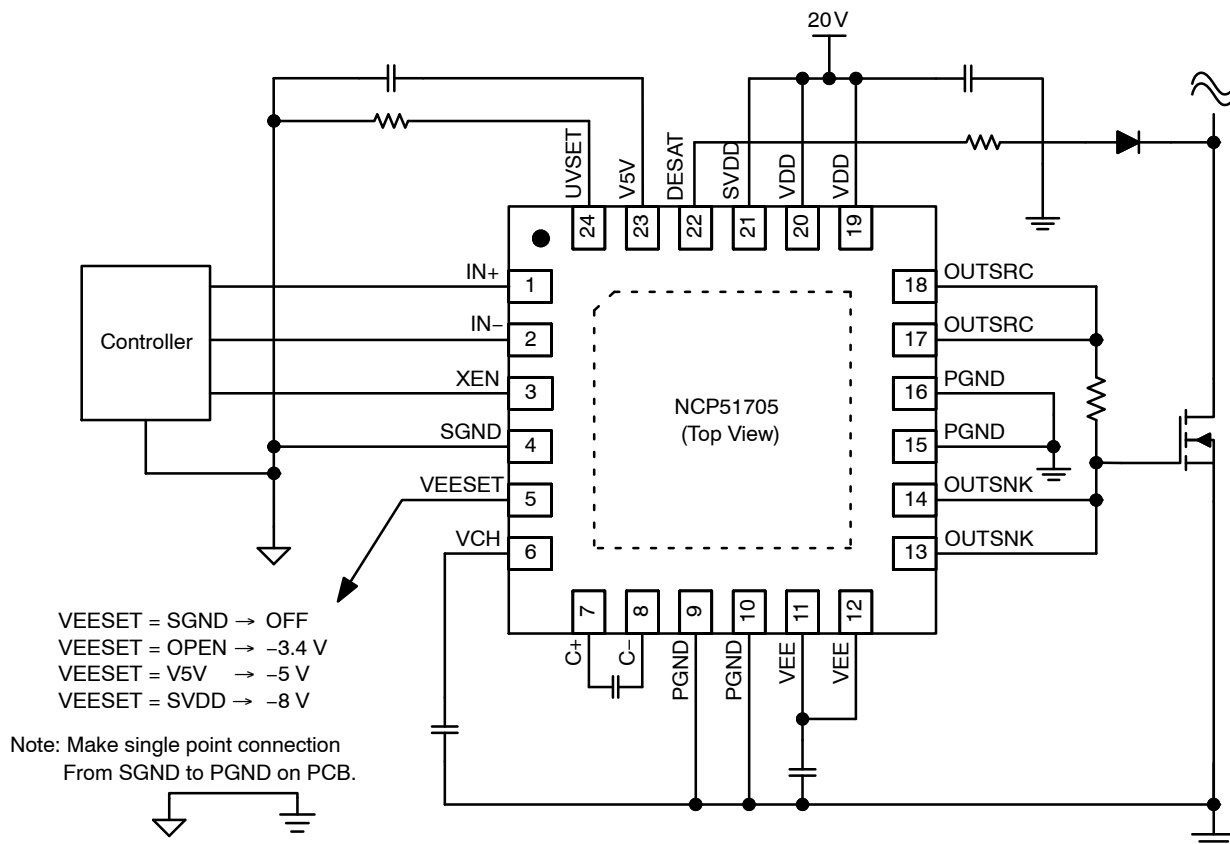 20V
UVSET
V5V
DESAT
SVDD
VDD
VDD
24
23
22
21
20
19
Controller
IN+
1
IN−
2
XEN
3
SGND
4
VEESET
5
VCH
6
NCP51705
(Top View)
18
OUTSRC
17
OUTSRC
16
PGND
15
PGND
14
OUTSNK
13
OUTSNK
7
8
9
10
11
12
C+
C−
PGND
PGND
VEE
VEE
VEESET = SGND → OFF
VEESET = OPEN → −3.4 V
VEESET = V5V → −5 V
VEESET = SVDD → −8 V
Note: Make single point connection
From SGND to PGND on PCB.